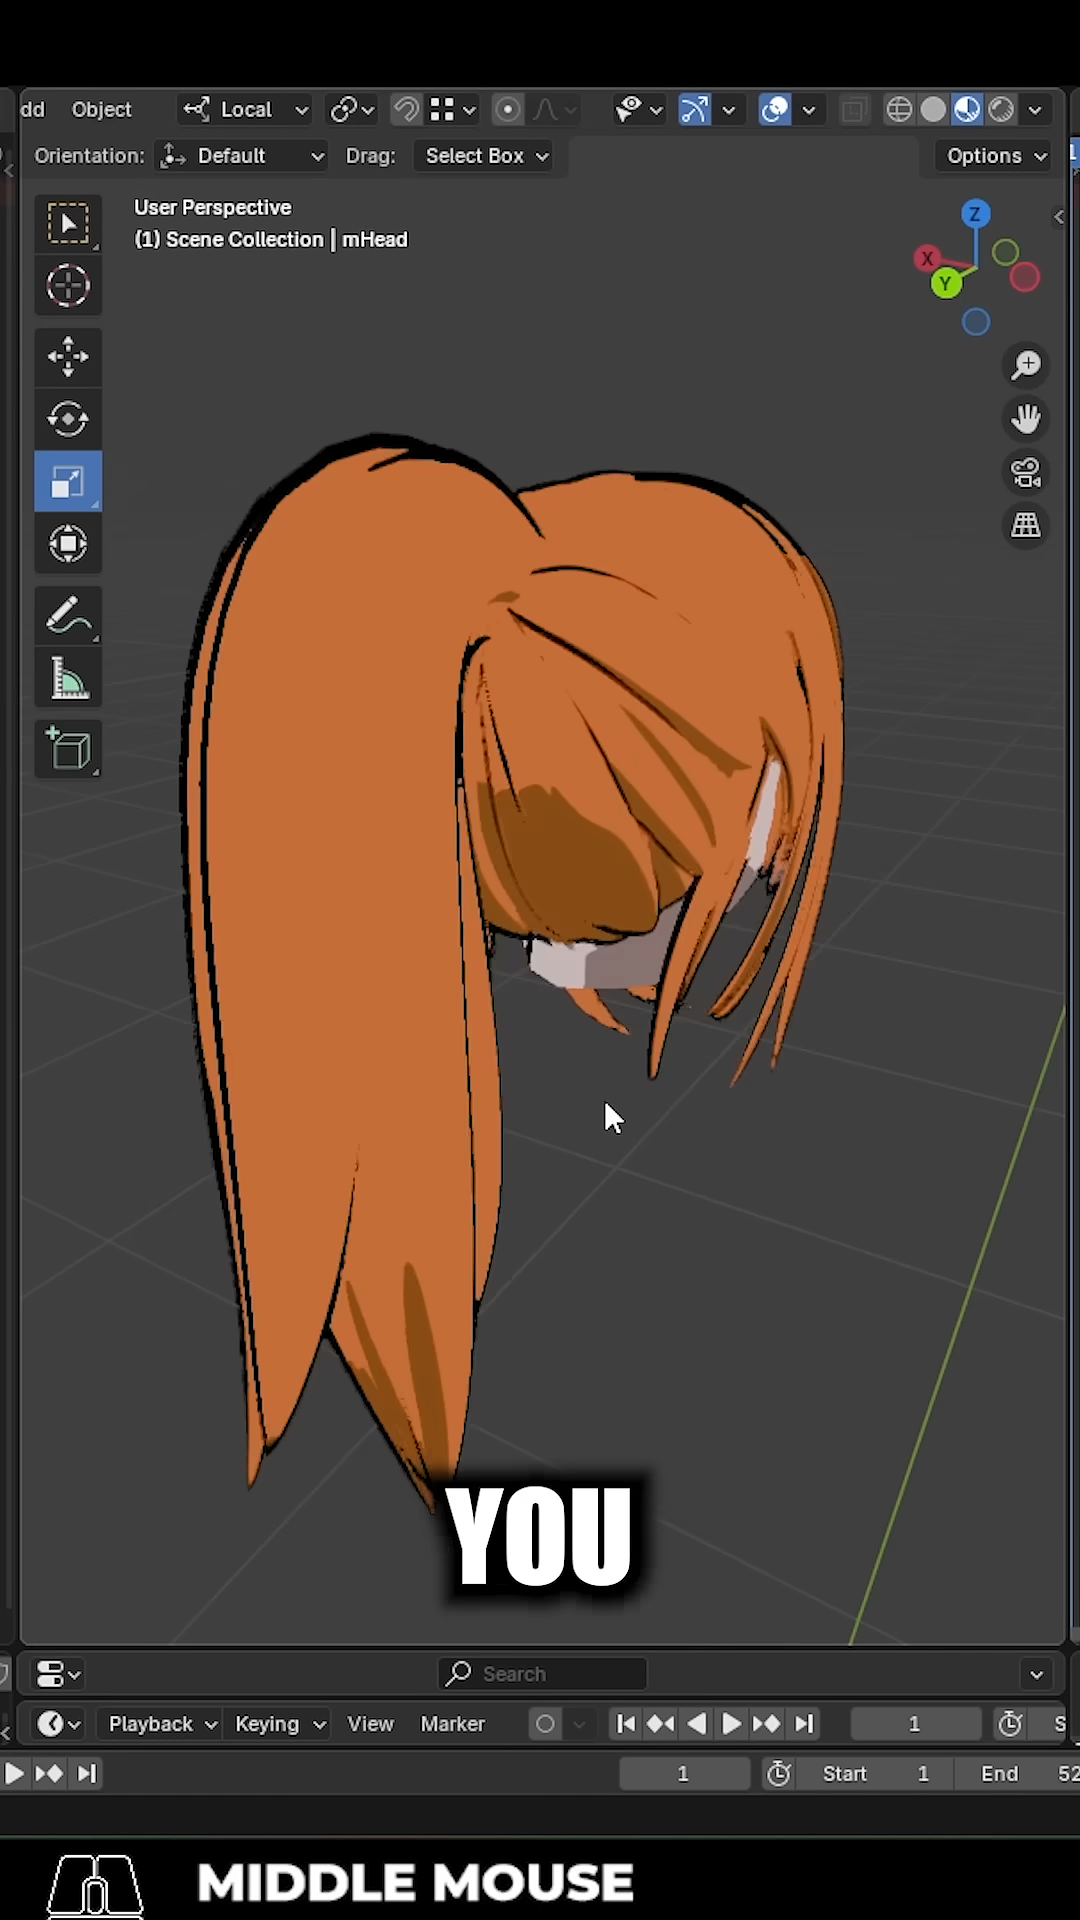 dd Object Local
Orientation: Default Drag: Select Box Options
User Perspective
(1) Scene Collection | mHead
Z
X
Y
YOU
Search
Playback Keying View Marker 1 S
1 Start 1 End 52
MIDDLE MOUSE